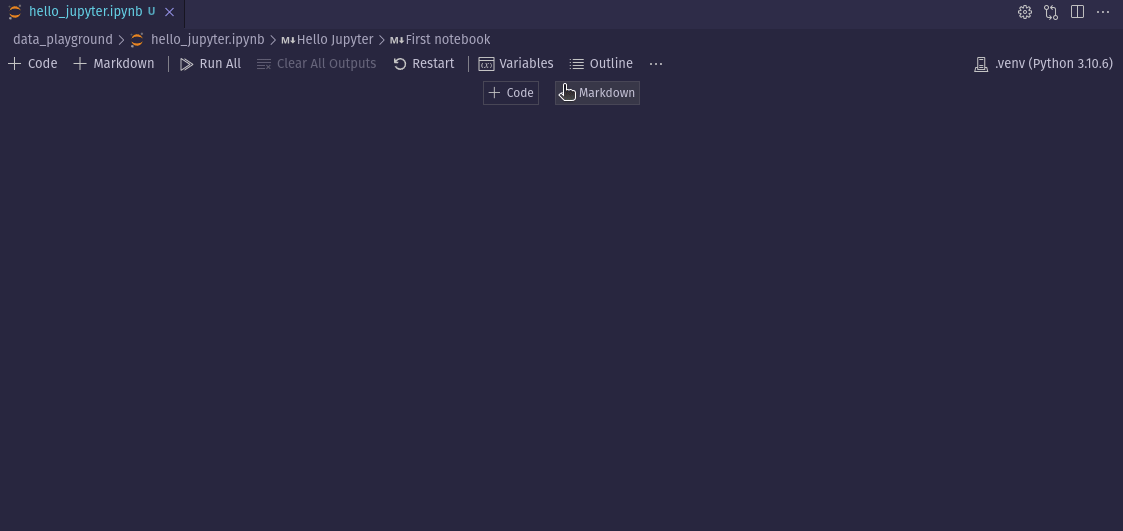 hello_jupyter.ipynb U
data_playground > hello_jupyter.ipynb > M↓Hello Jupyter > M↓First notebook
+ Code + Markdown | Run All Clear All Outputs Restart | (x) Variables Outline ··· .venv (Python 3.10.6)
+ Code Markdown